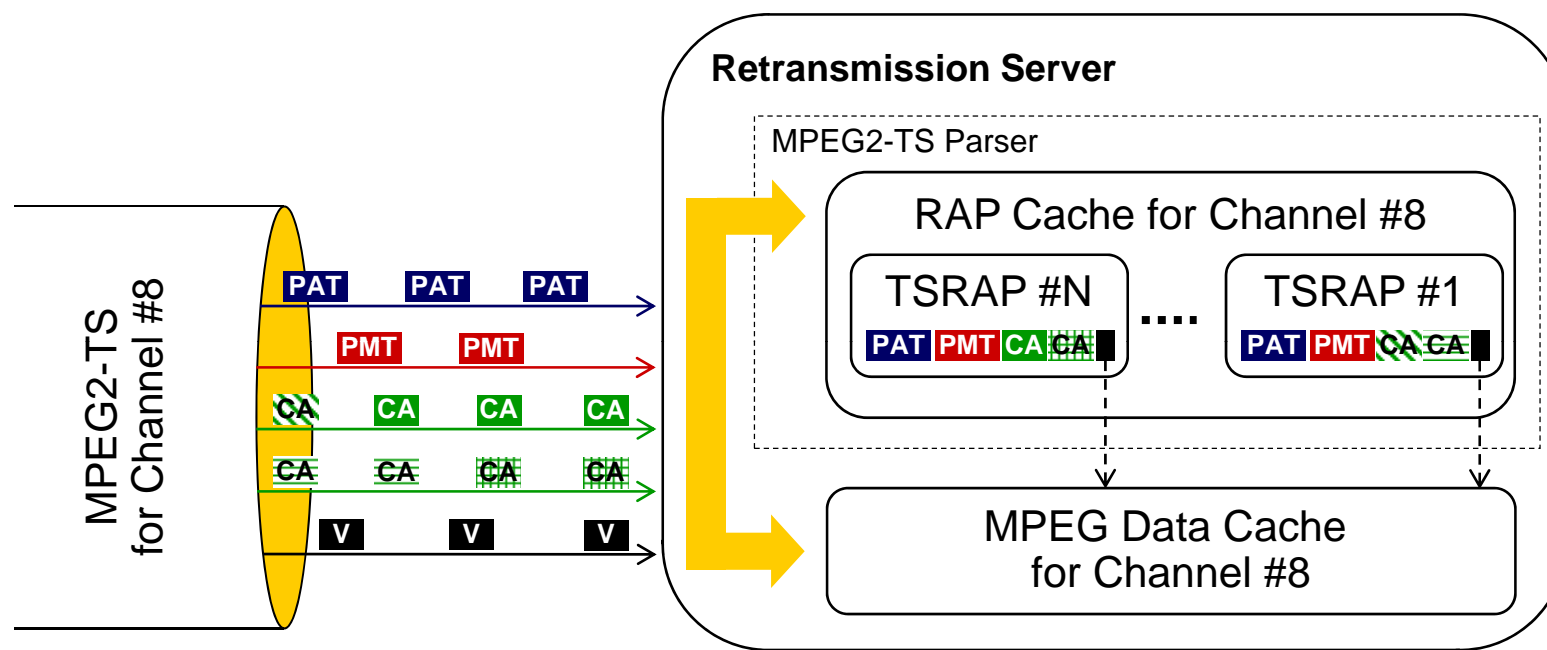 Retransmission Server
MPEG2-TS Parser
RAP Cache for Channel #8
TSRAP #N
PAT PMT CA CA
....
TSRAP #1
PAT PMT CA CA
MPEG2-TS
for Channel #8
PAT PAT PAT
PMT PMT
CA CA CA CA
CA CA CA CA
V V V
MPEG Data Cache
for Channel #8